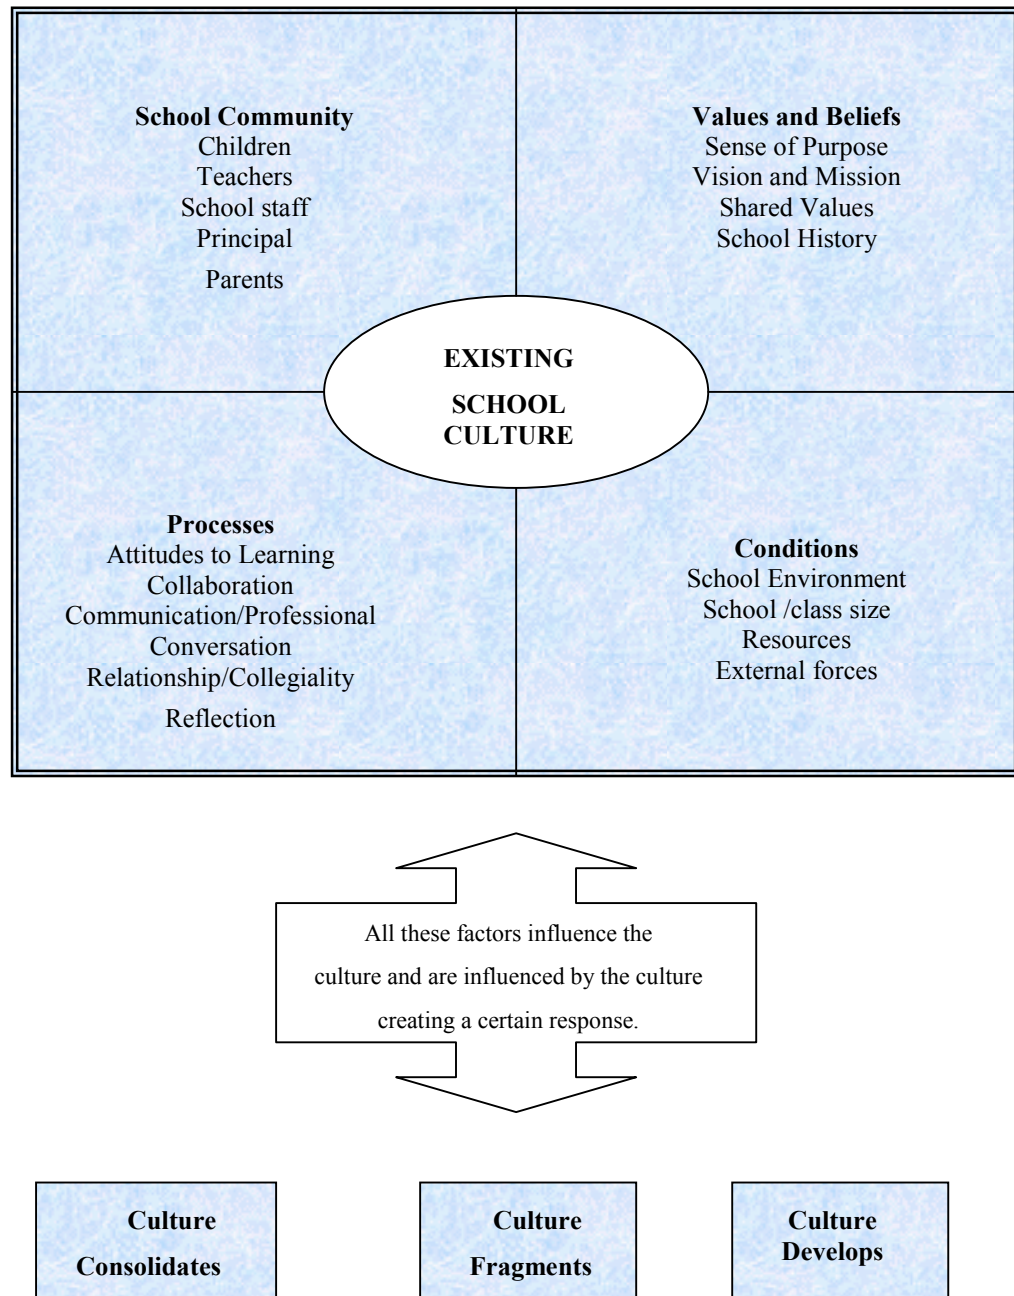 School Community
Children
Teachers
School staff
Principal
Parents
Values and Beliefs
Sense of Purpose
Vision and Mission
Shared Values
School History
EXISTING
SCHOOL
CULTURE
Processes
Attitudes to Learning
Collaboration
Communication/Professional
Conversation
Relationship/Collegiality
Reflection
Conditions
School Environment
School /class size
Resources
External forces
All these factors influence the
culture and are influenced by the culture
creating a certain response.
Culture
Consolidates
Culture
Fragments
Culture
Develops